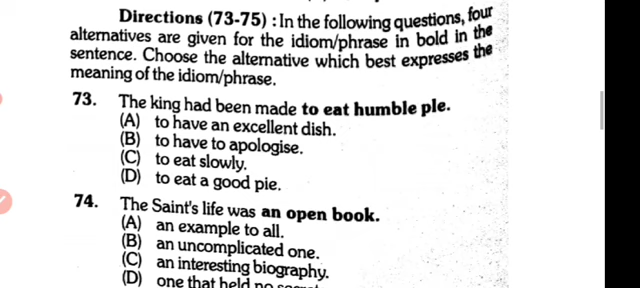 Directions (73-75) : In the following questions, four
alternatives are given for the idiom/phrase in bold in the
sentence. Choose the alternative which best expresses the
meaning of the idiom/phrase.
73. The king had been made to eat humble ple.
(A) to have an excellent dish.
(B) to have to apologise.
(C) to eat slowly.
(D) to eat a good pie.
74. The Saint's life was an open book.
(A) an example to all.
(B) an uncomplicated one.
(C) an interesting biography.
(D) one that held no